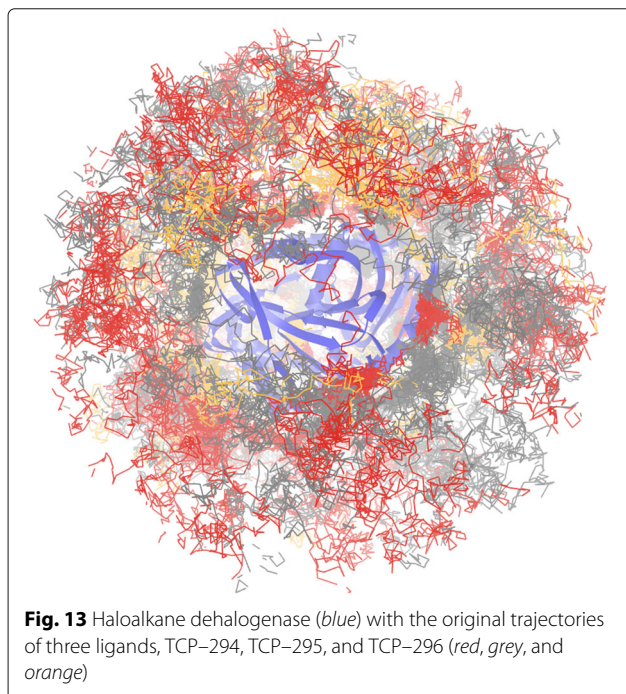 Fig. 13 Haloalkane dehalogenase (blue) with the original trajectories
of three ligands, TCP–294, TCP–295, and TCP–296 (red, grey, and
orange)